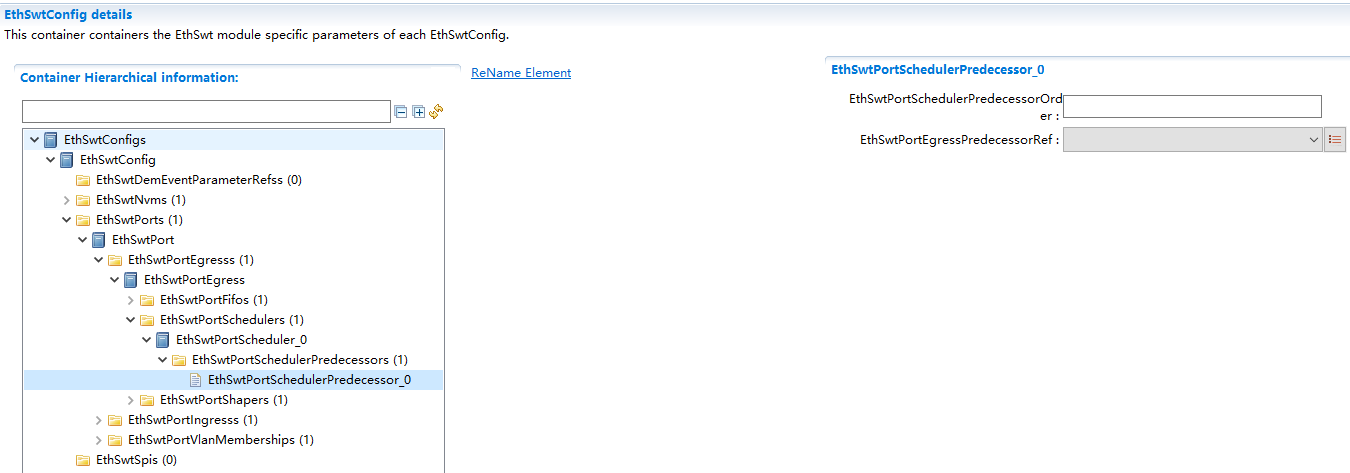 EthSwtConfig details
This container containers the EthSwt module specific parameters of each EthSwtConfig.
Container Hierarchical information:
ReName Element
EthSwtConfigs
EthSwtConfig
EthSwtDemEventParameterRefss (0)
EthSwtNvms (1)
EthSwtPorts (1)
EthSwtPort
EthSwtPortEgresss (1)
EthSwtPortEgress
EthSwtPortFifos (1)
EthSwtPortSchedulers (1)
EthSwtPortScheduler_0
EthSwtPortSchedulerPredecessors (1)
EthSwtPortSchedulerPredecessor_0
EthSwtPortShapers (1)
EthSwtPortIngresss (1)
EthSwtPortVlanMemberships (1)
EthSwtSpis (0)
EthSwtPortSchedulerPredecessor_0
EthSwtPortSchedulerPredecessorOrd
er :
EthSwtPortEgressPredecessorRef :